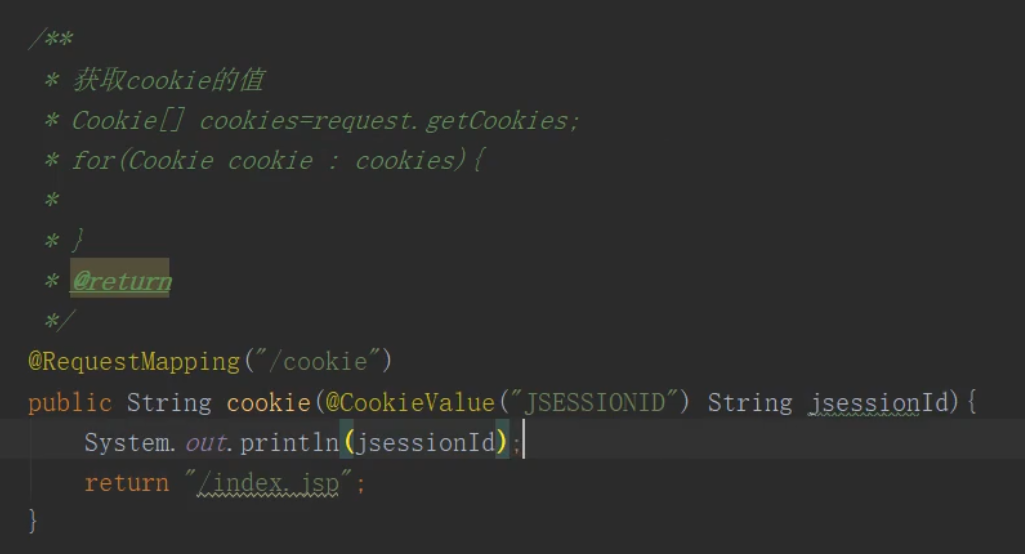 /**
 * 获取cookie的值
 * Cookie[] cookies=request.getCookies;
 * for(Cookie cookie : cookies){
 *
 * }
 * @return
 */
@RequestMapping("/cookie")
public String cookie(@CookieValue("JSESSIONID") String jsessionId){
    System.out.println(jsessionId);
    return "/index.jsp";
}